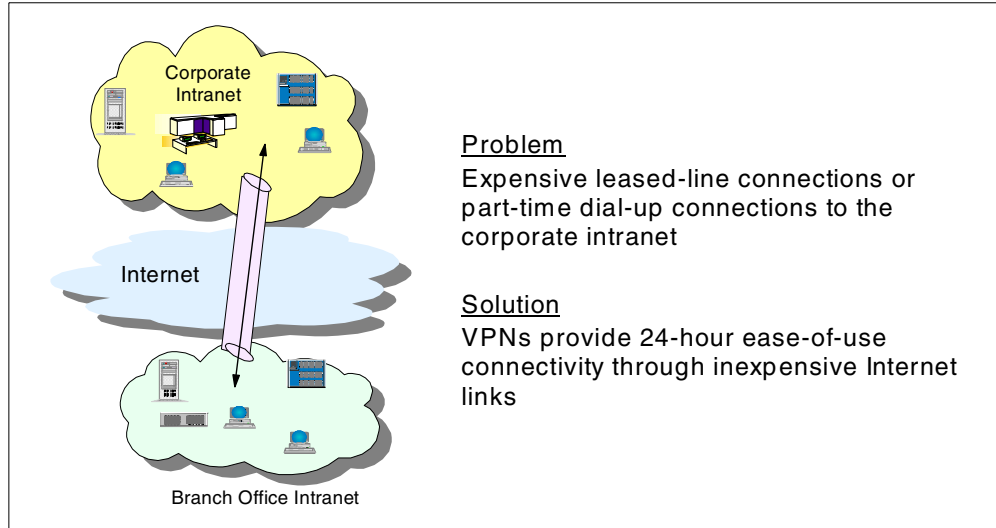 Corporate
Intranet
Internet
Branch Office Intranet
Problem
Expensive leased-line connections or
part-time dial-up connections to the
corporate intranet
Solution
VPNs provide 24-hour ease-of-use
connectivity through inexpensive Internet
links